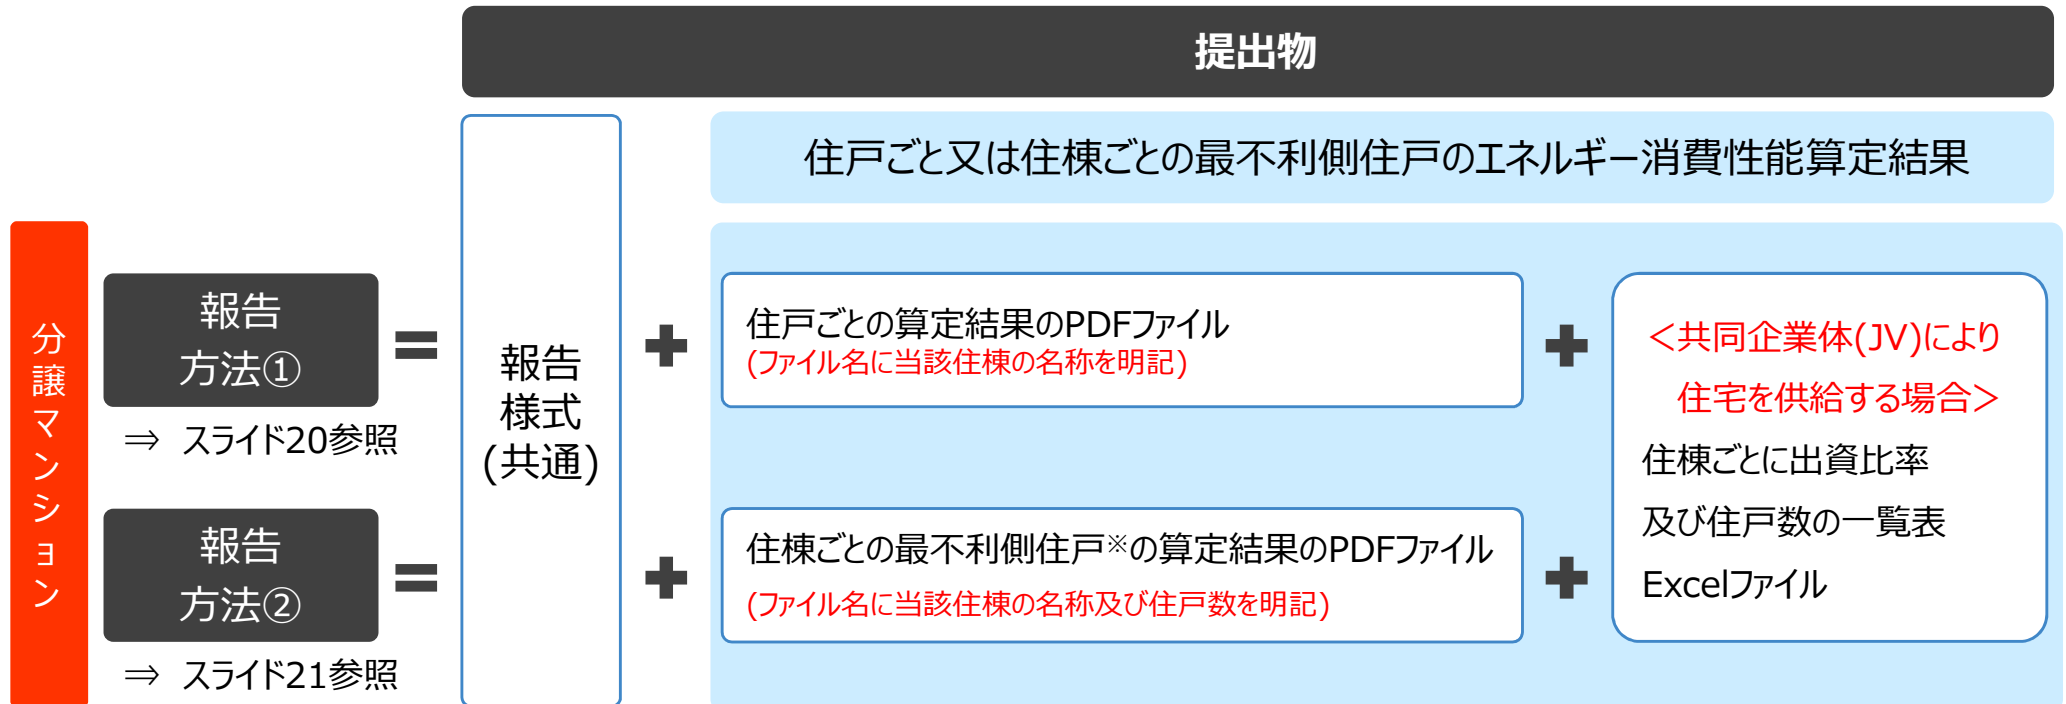 提出物
住戸ごと又は住棟ごとの最不利側住戸のエネルギー消費性能算定結果
分譲マンション
報告
方法①
⇒ スライド20参照
=
報告
様式
(共通)
+
住戸ごとの算定結果のPDFファイル
(ファイル名に当該住棟の名称を明記)
+
<共同企業体(JV)により
住宅を供給する場合>
住棟ごとに出資比率
及び住戸数の一覧表
Excelファイル
報告
方法②
⇒ スライド21参照
=
+
住棟ごとの最不利側住戸※の算定結果のPDFファイル
(ファイル名に当該住棟の名称及び住戸数を明記)
+